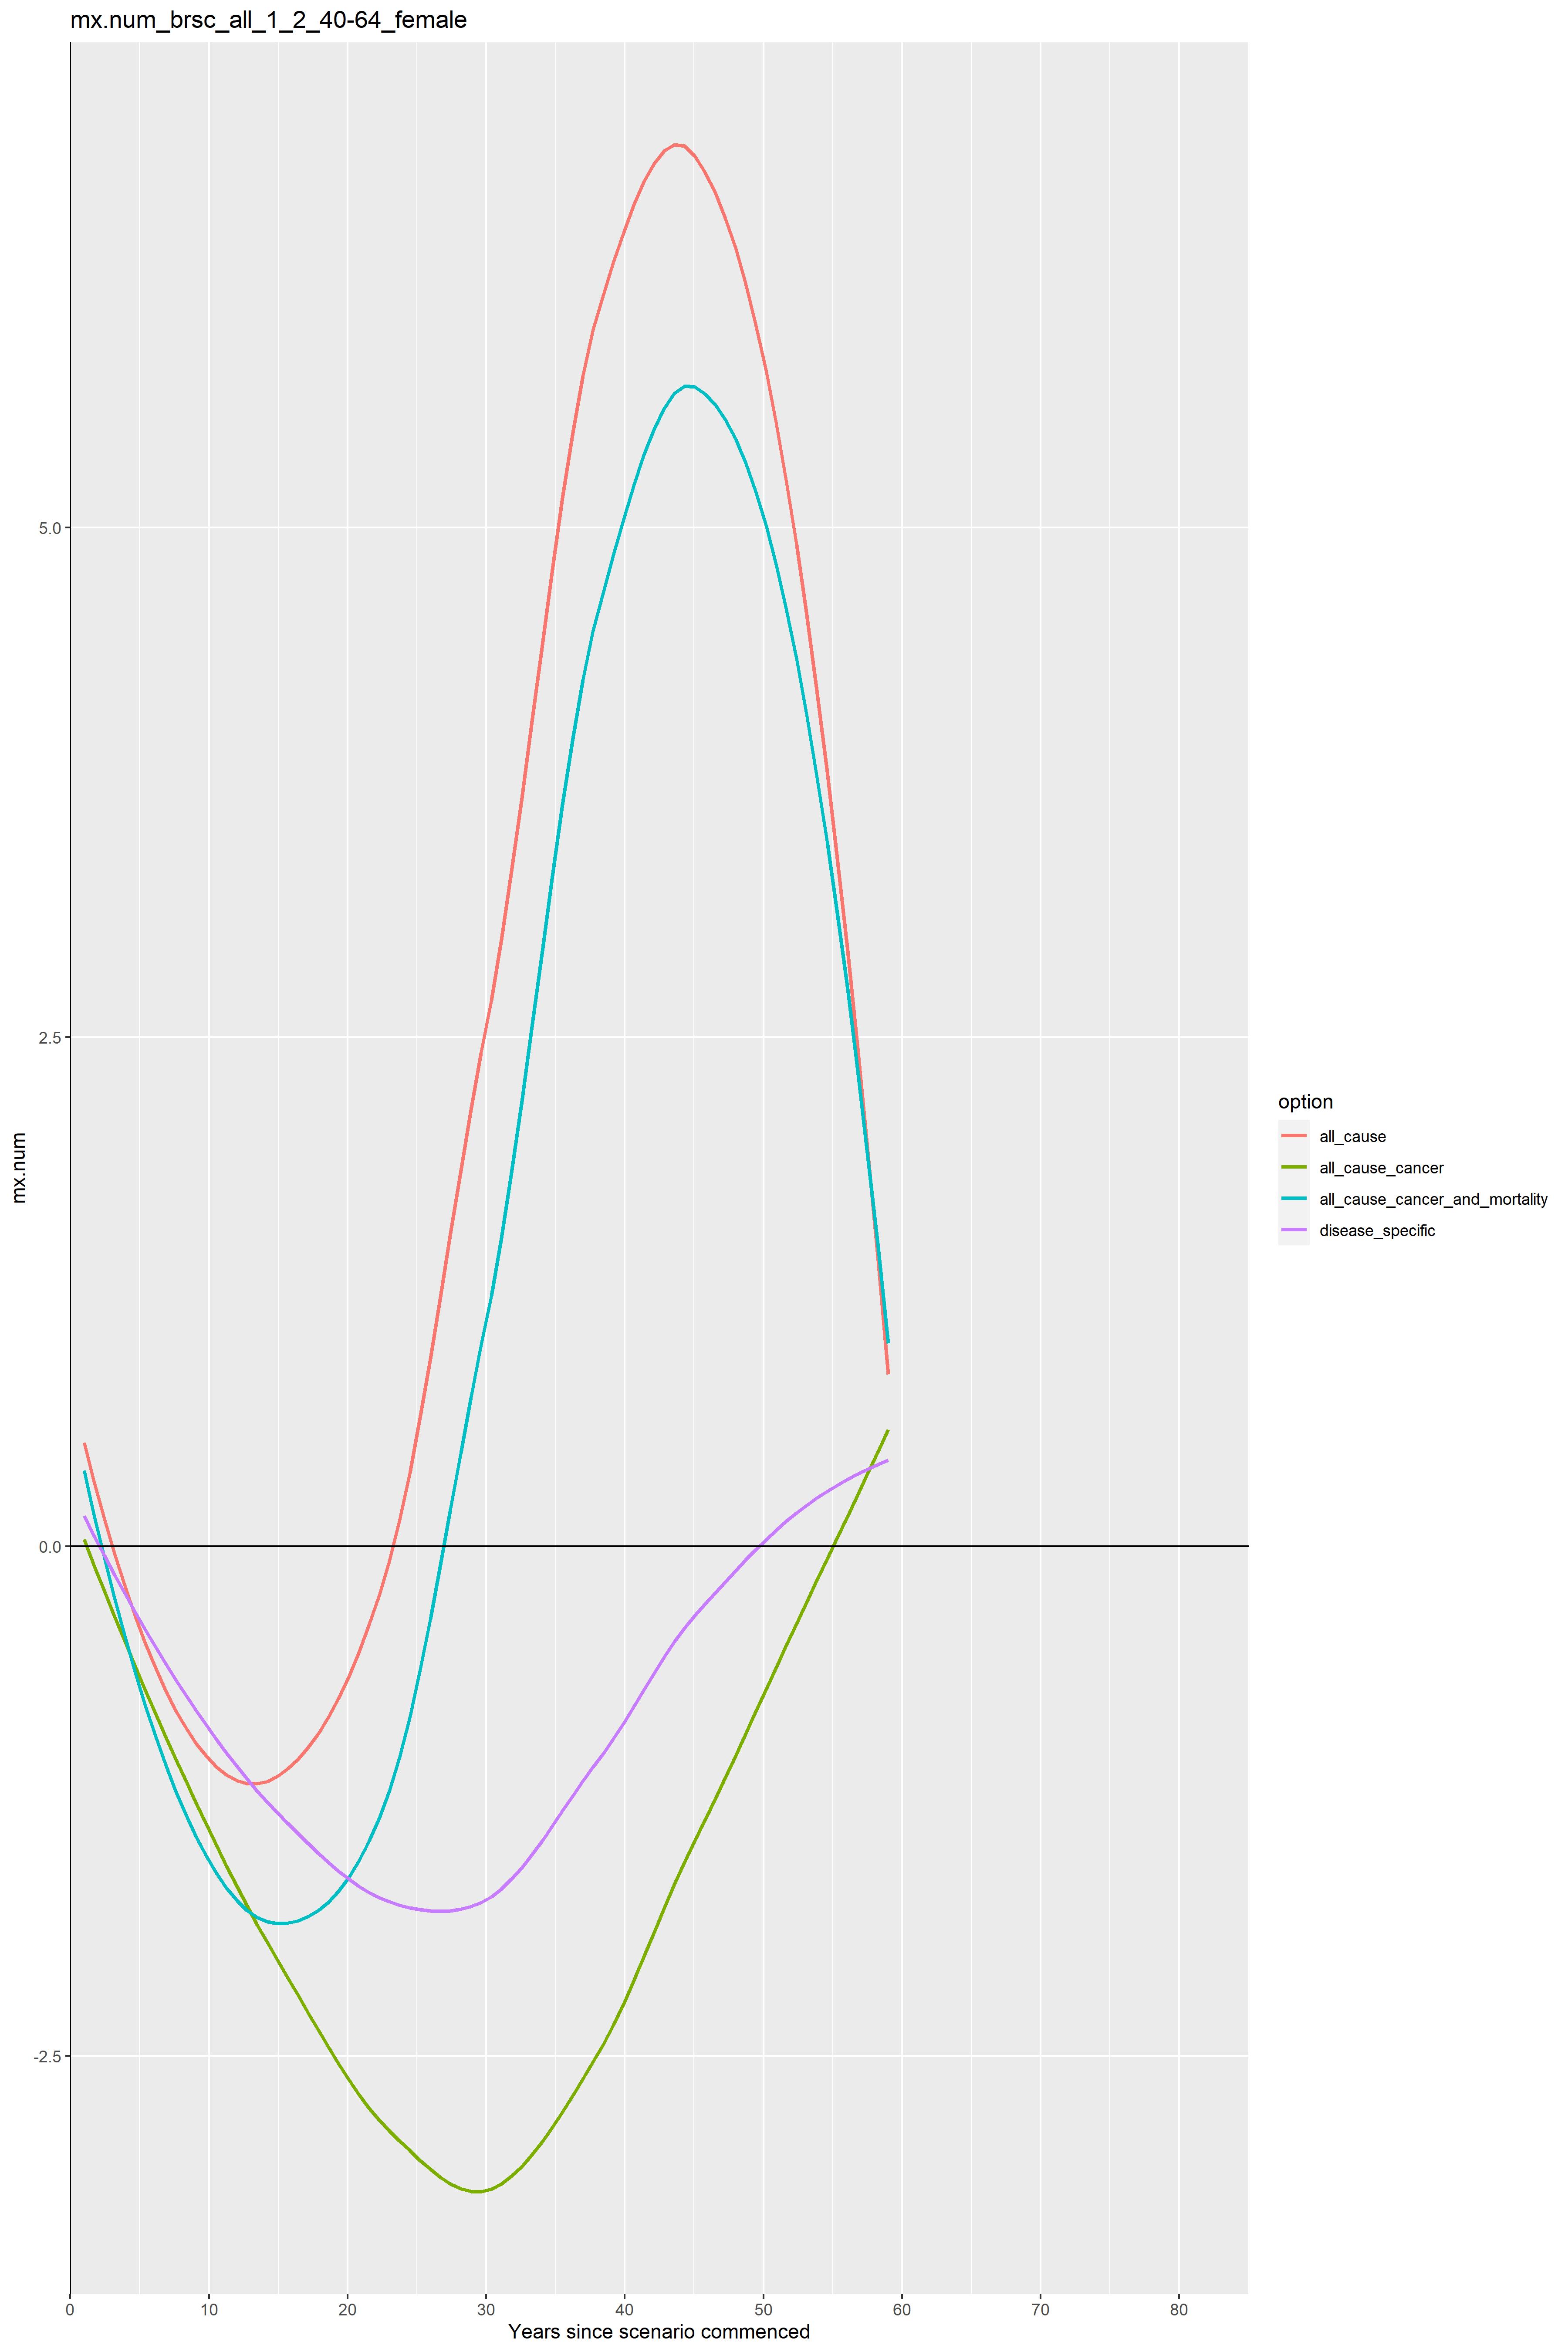 mx.num_brsc_all_1_2_40-64_female
mx.num
5.0
2.5
0.0
-2.5
0 10 20 30 40 50 60 70 80
Years since scenario commenced
option
all_cause
all_cause_cancer
all_cause_cancer_and_mortality
disease_specific